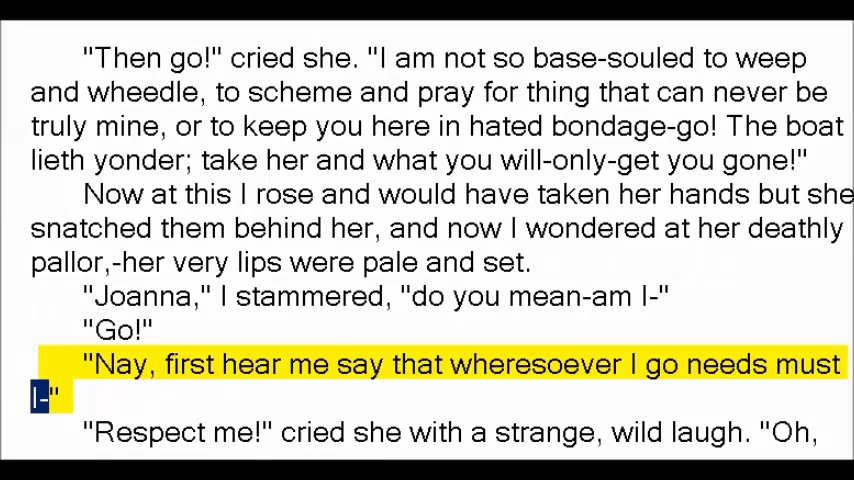 "Then go!" cried she. "I am not so base-souled to weep
and wheedle, to scheme and pray for thing that can never be
truly mine, or to keep you here in hated bondage-go! The boat
lieth yonder; take her and what you will-only-get you gone!"
Now at this I rose and would have taken her hands but she
snatched them behind her, and now I wondered at her deathly
pallor,-her very lips were pale and set.
"Joanna," I stammered, "do you mean-am I-"
"Go!"
"Nay, first hear me say that wheresoever I go needs must
I-"
"Respect me!" cried she with a strange, wild laugh. "Oh,